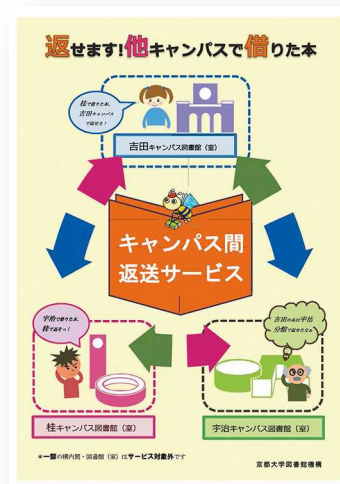 返せます!他キャンパスで借りた本
桂で借りた本、
吉田キャンパス
で返せる!
吉田キャンパス図書館(室)
キャンパス間
返送サービス
宇治で借りた本、
桂で返そっ!
吉田の本は宇治
分館で返せたなぁ
桂キャンパス図書館(室)
宇治キャンパス図書館(室)
*一部の構内間・図書館(室)はサービス対象外です
京都大学図書館機構